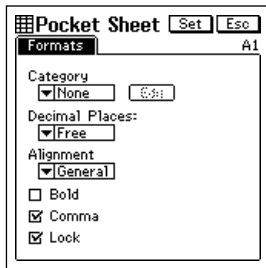 Pocket Sheet Set Esc
Formats A1
Category
None
Decimal Places:
Free
Alignment
General
Bold
Comma
Lock